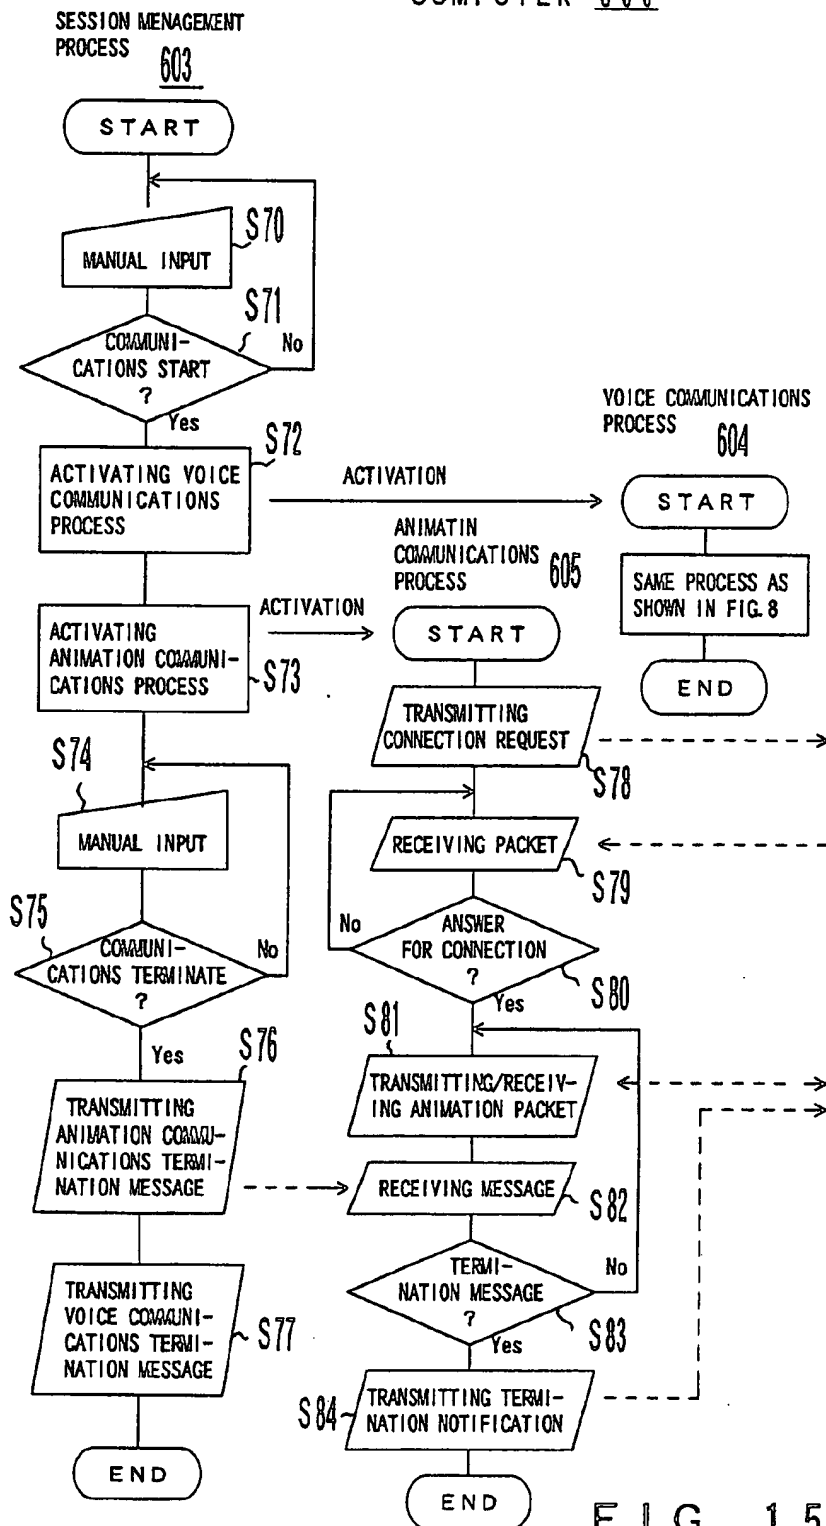 SESSION MENAGEMENT
PROCESS
603
START
S70
MANUAL INPUT
S71
COMMUNI-
CATIONS START
?
No
Yes
S72
ACTIVATING VOICE
COMMUNICATIONS
PROCESS
ACTIVATION
VOICE COMMUNICATIONS
PROCESS
604
START
SAME PROCESS AS
SHOWN IN FIG.8
END
ACTIVATING
ANIMATION COMMUNI-
CATIONS PROCESS
S73
ACTIVATION
ANIMATIN
COMMUNICATIONS
PROCESS
605
START
TRANSMITTING
CONNECTION REQUEST
S78
S74
MANUAL INPUT
RECEIVING PACKET
S79
S75
COMMUNI-
CATIONS TERMINATE
?
No
Yes
No
ANSWER
FOR CONNECTION
?
S80
Yes
S76
TRANSMITTING
ANIMATION COMMU-
NICATIONS TERMI-
NATION MESSAGE
S81
TRANSMITTING/RECEIV-
ING ANIMATION PACKET
RECEIVING MESSAGE
S82
TRANSMITTING
VOICE COMMUNI-
CATIONS TERMI-
NATION MESSAGE
S77
TERMI-
NATION MESSAGE
?
No
S83
Yes
S84
TRANSMITTING TERMI-
NATION NOTIFICATION
END
END
FIG. 15